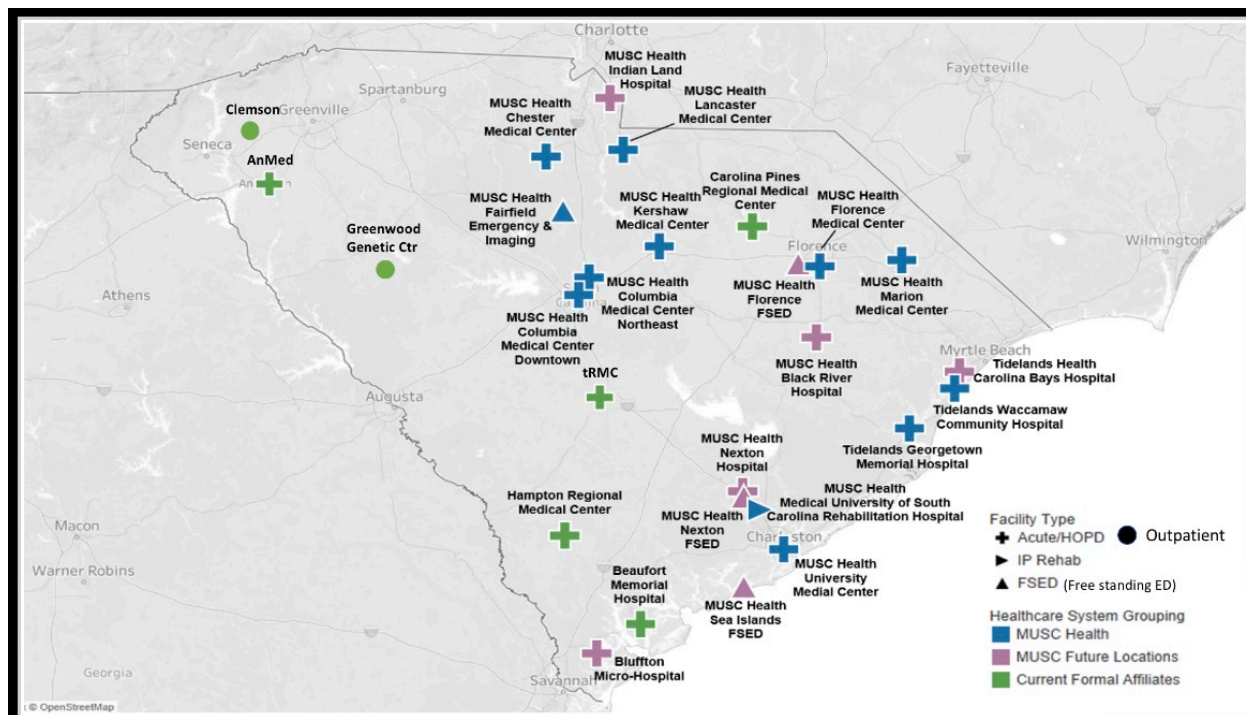 Charlotte
MUSC Health
Indian Land
Hospital
Fayetteville
Spartanburg
MUSC Health
Lancaster
Medical Center
Clemson
Greenville
MUSC Health
Chester
Medical Center
Seneca
AnMed
Carolina Pines
Regional Medical
Center
MUSC Health
Florence
Medical Center
MUSC Health
Fairfield
Emergency &
Imaging
MUSC Health
Kershaw
Medical Center
Greenwood
Genetic Ctr
Florence
Wilmington
Athens
MUSC Health
Columbia
Medical Center
Northeast
MUSC Health
Florence
FSED
MUSC Health
Marion
Medical Center
MUSC Health
Columbia
Medical Center
Downtown
MUSC Health
Black River
Hospital
Myrtle Beach
Tidelands Health
Carolina Bays Hospital
tRMC
Augusta
Tidelands Waccamaw
Community Hospital
MUSC Health
Nexton
Hospital
Tidelands Georgetown
Memorial Hospital
Hampton Regional
Medical Center
MUSC Health
Medical University of South
Carolina Rehabilitation Hospital
MUSC Health
Nexton
FSED
Charleston
Macon
Warner Robins
Beaufort
Memorial
Hospital
MUSC Health
University
Medial Center
MUSC Health
Sea Islands
FSED
Bluffton
Micro-Hospital
Georgia
Savannah
Facility Type
Acute/HOPD
Outpatient
IP Rehab
FSED (Free standing ED)
Healthcare System Grouping
MUSC Health
MUSC Future Locations
Current Formal Affiliates
© OpenStreetMap